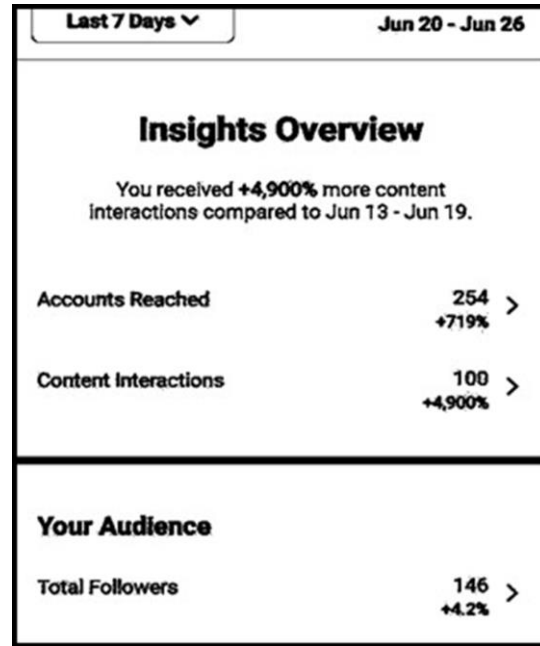 Last 7 Days
Jun 20 - Jun 26
Insights Overview
You received +4,900% more content
interactions compared to Jun 13 - Jun 19.
Accounts Reached
254
+719%
Content Interactions
100
+4,900%
Your Audience
Total Followers
146
+4.2%